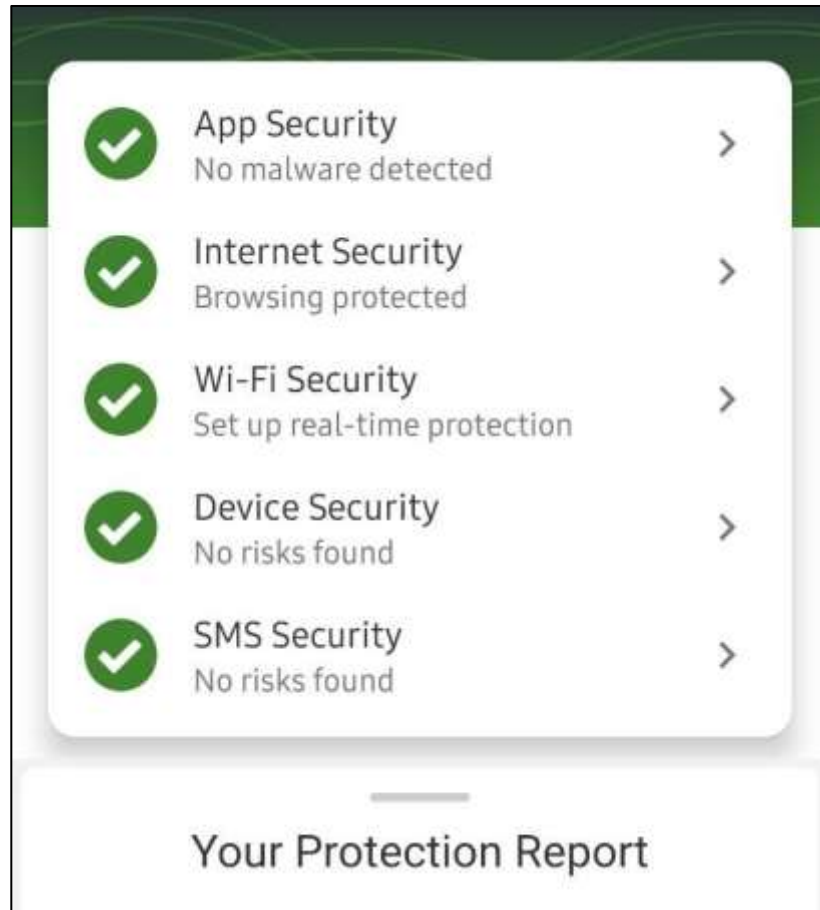 App Security
No malware detected
Internet Security
Browsing protected
Wi-Fi Security
Set up real-time protection
Device Security
No risks found
SMS Security
No risks found
Your Protection Report